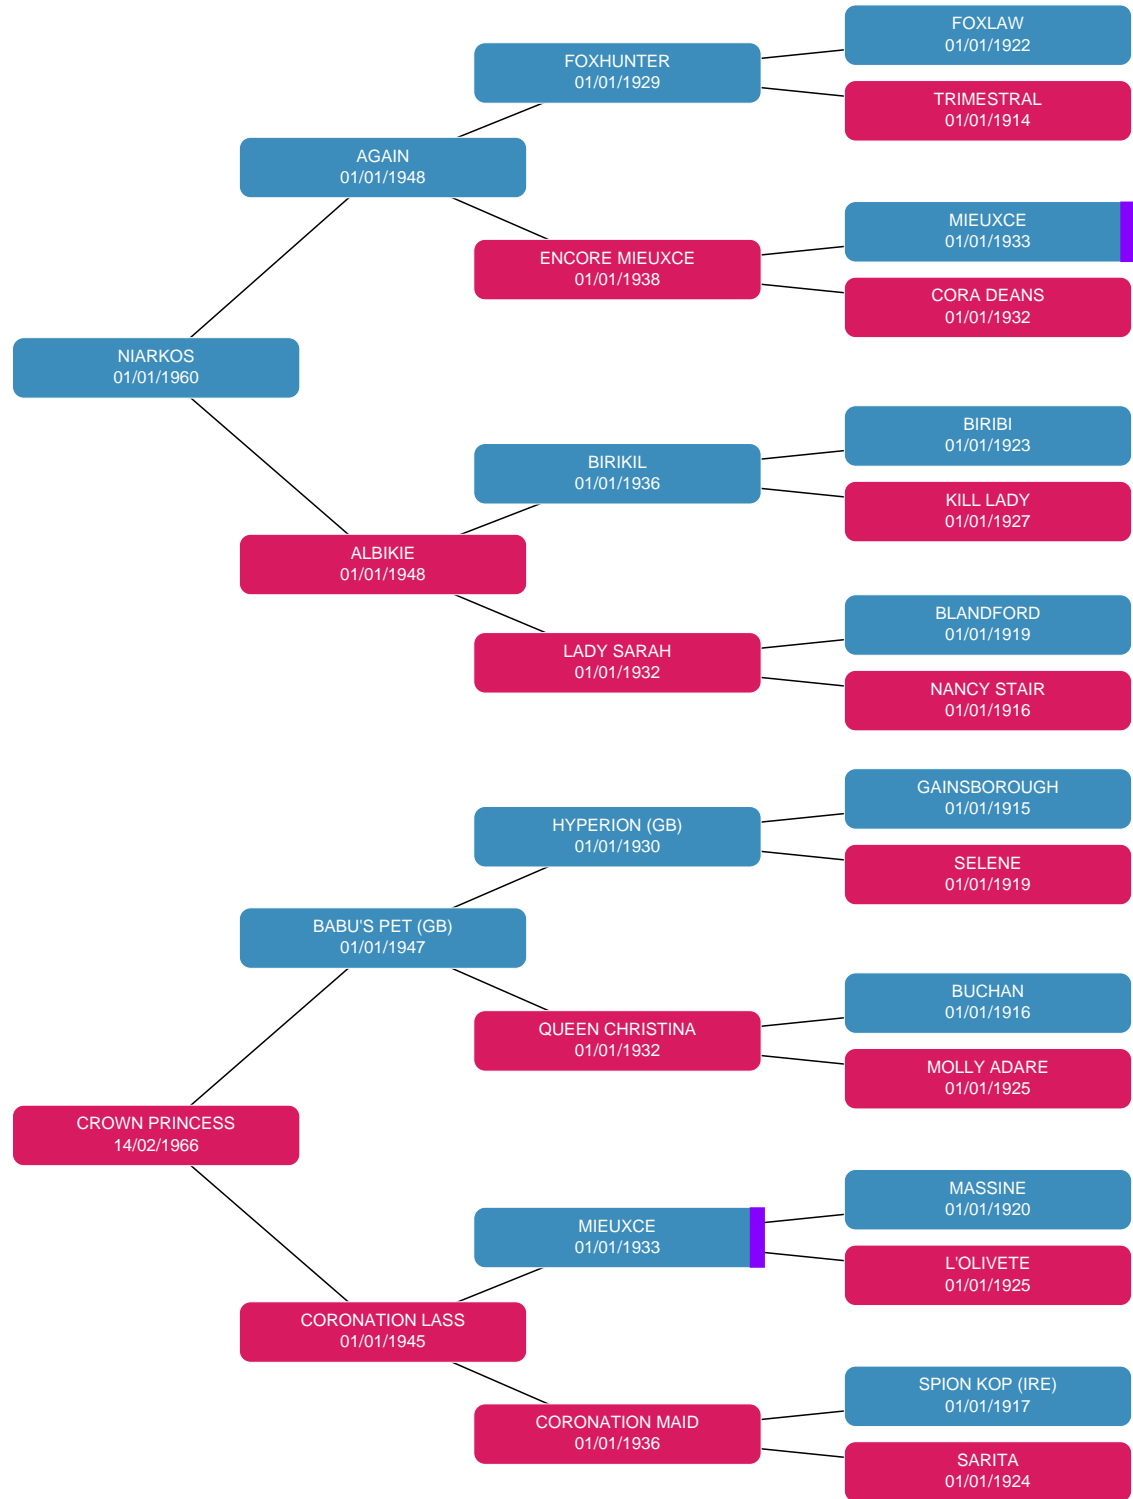 FOXLAW
01/01/1922
FOXHUNTER
01/01/1929
TRIMESTRAL
01/01/1914
AGAIN
01/01/1948
MIEUXCE
01/01/1933
ENCORE MIEUXCE
01/01/1938
CORA DEANS
01/01/1932
NIARKOS
01/01/1960
BIRIBI
01/01/1923
BIRIKIL
01/01/1936
KILL LADY
01/01/1927
ALBIKIE
01/01/1948
BLANDFORD
01/01/1919
LADY SARAH
01/01/1932
NANCY STAIR
01/01/1916
GAINSBOROUGH
01/01/1915
HYPERION (GB)
01/01/1930
SELENE
01/01/1919
BABU'S PET (GB)
01/01/1947
BUCHAN
01/01/1916
QUEEN CHRISTINA
01/01/1932
MOLLY ADARE
01/01/1925
CROWN PRINCESS
14/02/1966
MASSINE
01/01/1920
MIEUXCE
01/01/1933
L'OLIVETE
01/01/1925
CORONATION LASS
01/01/1945
SPION KOP (IRE)
01/01/1917
CORONATION MAID
01/01/1936
SARITA
01/01/1924